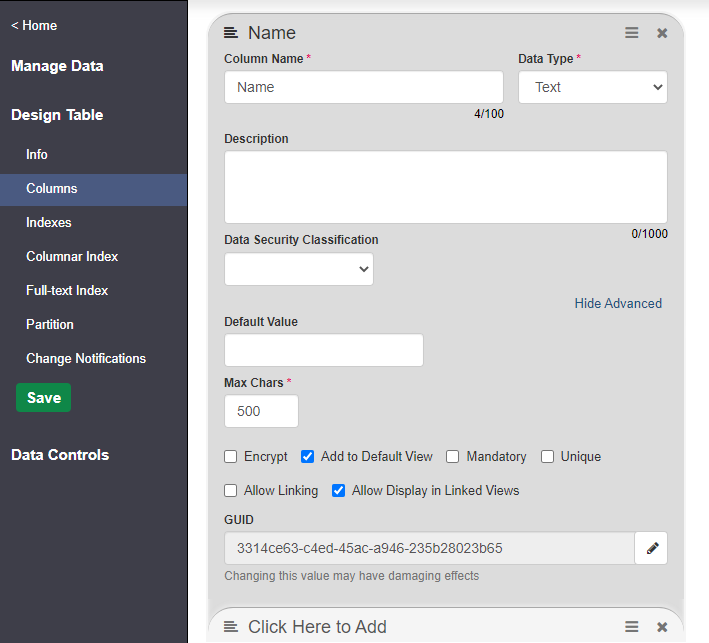 < Home
Manage Data
Design Table
Info
Columns
Indexes
Columnar Index
Full-text Index
Partition
Change Notifications
Save
Data Controls
Name
Column Name *
Data Type *
Name
Text
4/100
Description
0/1000
Data Security Classification
Hide Advanced
Default Value
Max Chars *
500
Encrypt Add to Default View Mandatory Unique
Allow Linking Allow Display in Linked Views
GUID
3314ce63-c4ed-45ac-a946-235b28023b65
Changing this value may have damaging effects
Click Here to Add